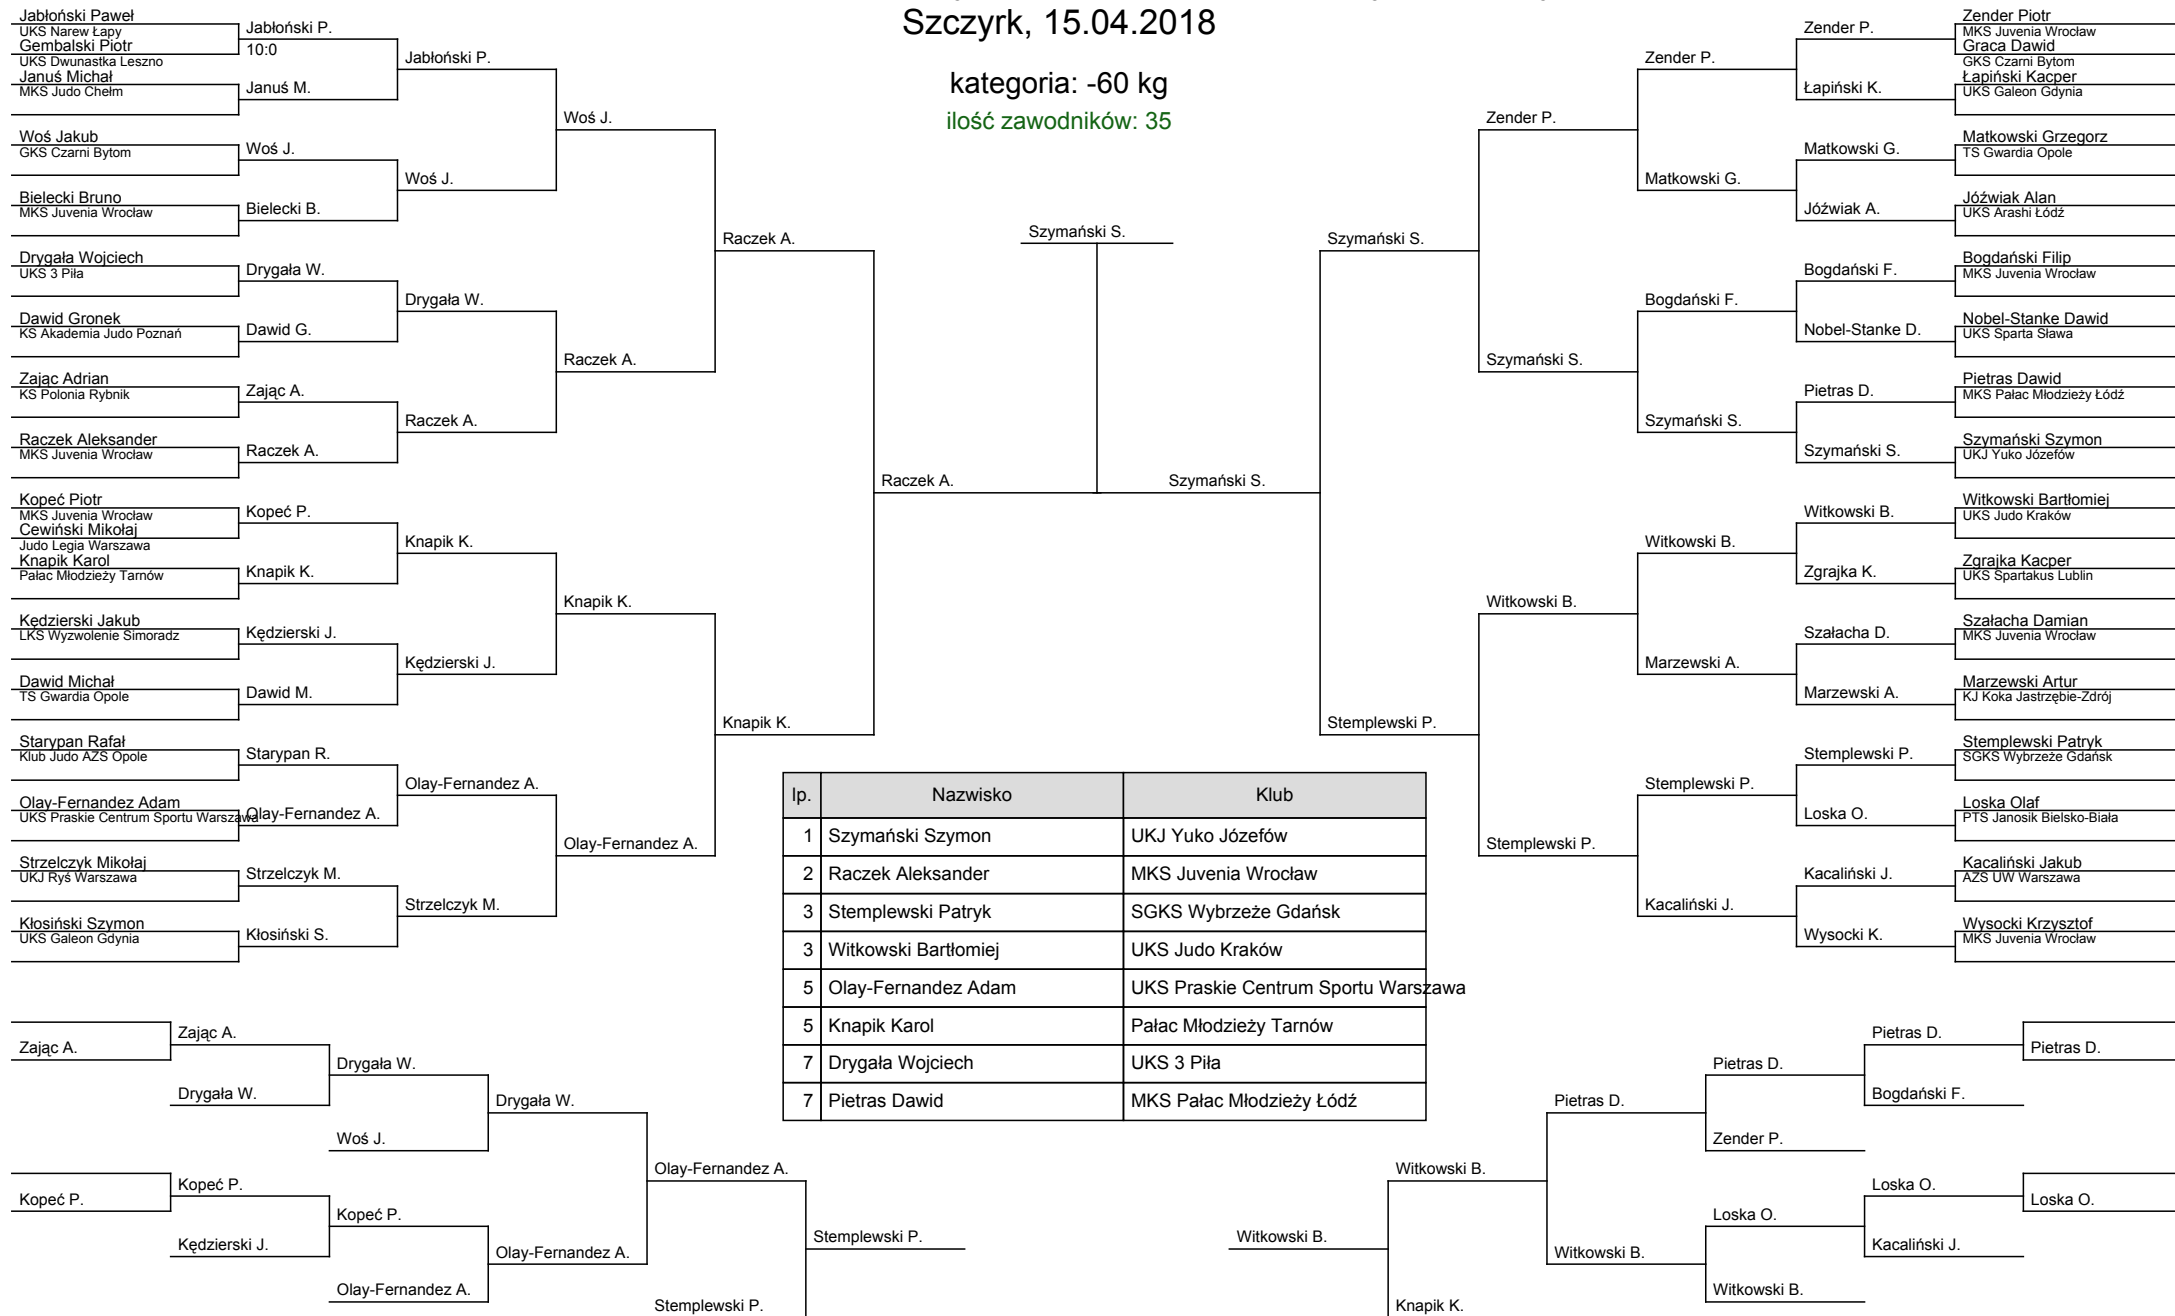 Szczyrk, 15.04.2018
kategoria: -60 kg
ilość zawodników: 35
Jabłoński Paweł
UKS Narew Łapy
Gembalski Piotr
UKS Dwunastka Leszno
Januś Michał
MKS Judo Chełm
Woś Jakub
GKS Czarni Bytom
Bielecki Bruno
MKS Juvenia Wrocław
Drygała Wojciech
UKS 3 Piła
Dawid Gronek
KS Akademia Judo Poznań
Zając Adrian
KS Polonia Rybnik
Raczek Aleksander
MKS Juvenia Wrocław
Kopeć Piotr
MKS Juvenia Wrocław
Cewiński Mikołaj
Judo Legia Warszawa
Knapik Karol
Pałac Młodzieży Tarnów
Kędzierski Jakub
LKS Wyzwolenie Simoradz
Dawid Michał
TS Gwardia Opole
Starypan Rafał
Klub Judo AZS Opole
Olay-Fernandez Adam
UKS Praskie Centrum Sportu Warszawa
Strzelczyk Mikołaj
UKJ Ryś Warszawa
Kłosiński Szymon
UKS Galeon Gdynia
Jabłoński P.
10:0
Januś M.
Woś J.
Bielecki B.
Drygała W.
Dawid G.
Zając A.
Raczek A.
Kopeć P.
Knapik K.
Kędzierski J.
Dawid M.
Starypan R.
Olay-Fernandez A.
Strzelczyk M.
Kłosiński S.
Jabłoński P.
Woś J.
Drygała W.
Raczek A.
Knapik K.
Kędzierski J.
Olay-Fernandez A.
Strzelczyk M.
Woś J.
Raczek A.
Knapik K.
Olay-Fernandez A.
Raczek A.
Knapik K.
Raczek A.
Szymański S.
Szymański S.
Szymański S.
Stemplewski P.
Zender P.
Szymański S.
Witkowski B.
Stemplewski P.
Zender P.
Matkowski G.
Bogdański F.
Szymański S.
Witkowski B.
Marzewski A.
Stemplewski P.
Kacaliński J.
Zender P.
Łapiński K.
Matkowski G.
Jóźwiak A.
Bogdański F.
Nobel-Stanke D.
Pietras D.
Szymański S.
Witkowski B.
Zgrajka K.
Szałacha D.
Marzewski A.
Stemplewski P.
Loska O.
Kacaliński J.
Wysocki K.
Zender Piotr
MKS Juvenia Wrocław
Graca Dawid
GKS Czarni Bytom
Łapiński Kacper
UKS Galeon Gdynia
Matkowski Grzegorz
TS Gwardia Opole
Jóźwiak Alan
UKS Arashi Łódź
Bogdański Filip
MKS Juvenia Wrocław
Nobel-Stanke Dawid
UKS Sparta Sława
Pietras Dawid
MKS Pałac Młodzieży Łódź
Szymański Szymon
UKJ Yuko Józefów
Witkowski Bartłomiej
UKS Judo Kraków
Zgrajka Kacper
UKS Spartakus Lublin
Szałacha Damian
MKS Juvenia Wrocław
Marzewski Artur
KJ Koka Jastrzębie-Zdrój
Stemplewski Patryk
SGKS Wybrzeże Gdańsk
Loska Olaf
PTS Janosik Bielsko-Biała
Kacaliński Jakub
AZS UW Warszawa
Wysocki Krzysztof
MKS Juvenia Wrocław
lp. Nazwisko Klub
1 Szymański Szymon UKJ Yuko Józefów
2 Raczek Aleksander MKS Juvenia Wrocław
3 Stemplewski Patryk SGKS Wybrzeże Gdańsk
3 Witkowski Bartłomiej UKS Judo Kraków
5 Olay-Fernandez Adam UKS Praskie Centrum Sportu Warszawa
5 Knapik Karol Pałac Młodzieży Tarnów
7 Drygała Wojciech UKS 3 Piła
7 Pietras Dawid MKS Pałac Młodzieży Łódź
Zając A.
Kopeć P.
Zając A.
Drygała W.
Kopeć P.
Kędzierski J.
Drygała W.
Woś J.
Kopeć P.
Olay-Fernandez A.
Drygała W.
Olay-Fernandez A.
Olay-Fernandez A.
Stemplewski P.
Stemplewski P.
Witkowski B.
Witkowski B.
Knapik K.
Pietras D.
Witkowski B.
Pietras D.
Zender P.
Loska O.
Witkowski B.
Pietras D.
Bogdański F.
Loska O.
Kacaliński J.
Pietras D.
Loska O.